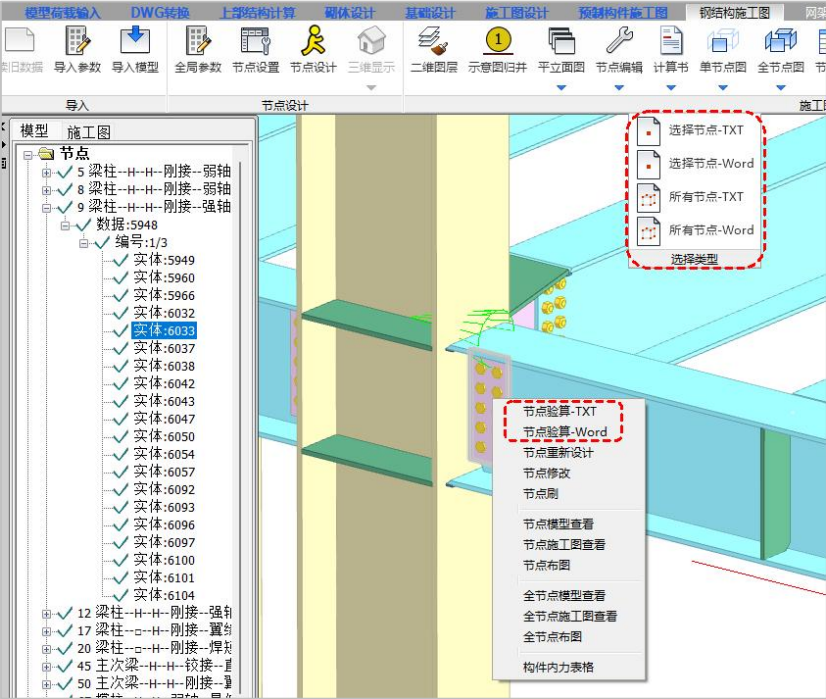 模型荷载输入 DWG转换 上部结构计算 砌体设计 基础设计 施工图设计 预制构件施工图 钢结构施工图 网架
旧数据 导入参数 导入模型 全局参数 节点设置 节点设计 三维显示 二维图层 示意图归并 平立面图 节点编辑 计算书 单节点图 全节点图 节
导入 节点设计 施工
模型 施工图
节点
5 梁柱--H--H--刚接--弱轴
8 梁柱--H--H--刚接--弱轴
9 梁柱--H--H--刚接--强轴
数据:5948
编号:1/3
实体:5949
实体:5960
实体:5966
实体:6032
实体:6033
实体:6037
实体:6038
实体:6042
实体:6043
实体:6047
实体:6050
实体:6054
实体:6057
实体:6092
实体:6093
实体:6096
实体:6097
实体:6100
实体:6101
实体:6104
12 梁柱--H--H--刚接--强轴
17 梁柱--□--H--刚接--翼缘
20 梁柱--□--H--刚接--焊短
45 主次梁--H--H--铰接--直
50 主次梁--H--H--刚接--翼
选择节点-TXT
选择节点-Word
所有节点-TXT
所有节点-Word
选择类型
节点验算-TXT
节点验算-Word
节点重新设计
节点修改
节点刷
节点模型查看
节点施工图查看
节点布图
全节点模型查看
全节点施工图查看
全节点布图
构件内力表格